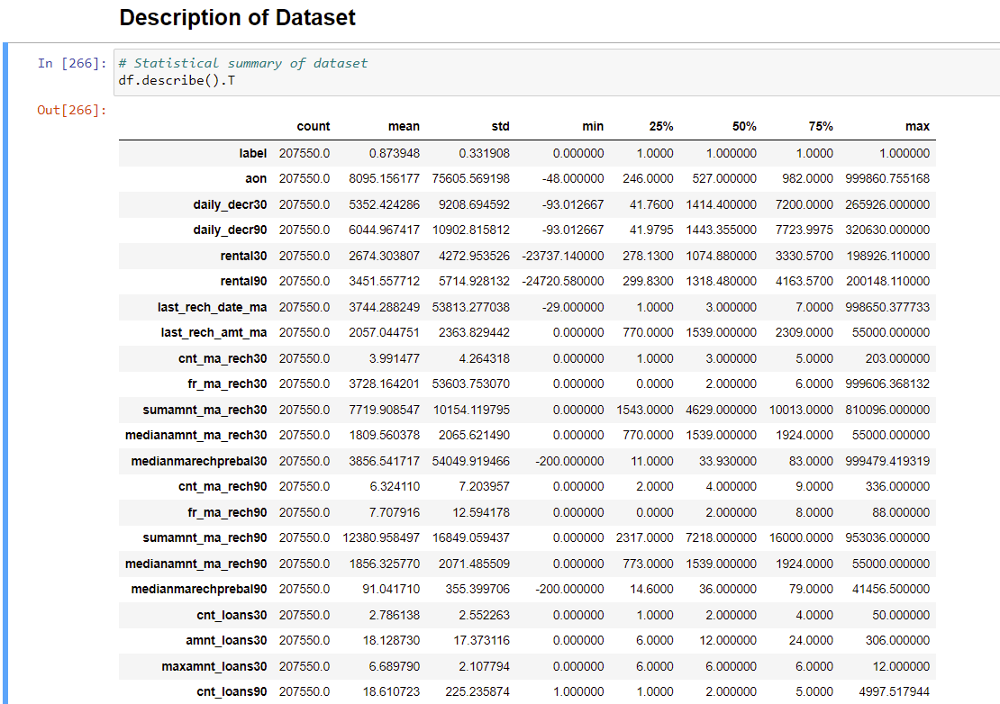 Description of Dataset
In [266]: # Statistical summary of dataset
df.describe().T
Out[266]:
count mean std min 25% 50% 75% max
label 207550.0 0.873948 0.331908 0.000000 1.0000 1.000000 1.0000 1.000000
aon 207550.0 8095.156177 75605.569198 -48.000000 246.0000 527.000000 982.0000 999860.755168
daily_decr30 207550.0 5352.424286 9208.694592 -93.012667 41.7600 1414.400000 7200.0000 265926.000000
daily_decr90 207550.0 6044.967417 10902.815812 -93.012667 41.9795 1443.355000 7723.9975 320630.000000
rental30 207550.0 2674.303807 4272.953526 -23737.140000 278.1300 1074.880000 3330.5700 198926.110000
rental90 207550.0 3451.557712 5714.928132 -24720.580000 299.8300 1318.480000 4163.5700 200148.110000
last_rech_date_ma 207550.0 3744.288249 53813.277038 -29.000000 1.0000 3.000000 7.0000 998650.377733
last_rech_amt_ma 207550.0 2057.044751 2363.829442 0.000000 770.0000 1539.000000 2309.0000 55000.000000
cnt_ma_rech30 207550.0 3.991477 4.264318 0.000000 1.0000 3.000000 5.0000 203.000000
fr_ma_rech30 207550.0 3728.164201 53603.753070 0.000000 0.0000 2.000000 6.0000 999606.368132
sumamnt_ma_rech30 207550.0 7719.908547 10154.119795 0.000000 1543.0000 4629.000000 10013.0000 810096.000000
medianamnt_ma_rech30 207550.0 1809.560378 2065.621490 0.000000 770.0000 1539.000000 1924.0000 55000.000000
medianmarechprebal30 207550.0 3856.541717 54049.919466 -200.000000 11.0000 33.930000 83.0000 999479.419319
cnt_ma_rech90 207550.0 6.324110 7.203957 0.000000 2.0000 4.000000 9.0000 336.000000
fr_ma_rech90 207550.0 7.707916 12.594178 0.000000 0.0000 2.000000 8.0000 88.000000
sumamnt_ma_rech90 207550.0 12380.958497 16849.059437 0.000000 2317.0000 7218.000000 16000.0000 953036.000000
medianamnt_ma_rech90 207550.0 1856.325770 2071.485509 0.000000 773.0000 1539.000000 1924.0000 55000.000000
medianmarechprebal90 207550.0 91.041710 355.399706 -200.000000 14.6000 36.000000 79.0000 41456.500000
cnt_loans30 207550.0 2.786138 2.552263 0.000000 1.0000 2.000000 4.0000 50.000000
amnt_loans30 207550.0 18.128730 17.373116 0.000000 6.0000 12.000000 24.0000 306.000000
maxamnt_loans30 207550.0 6.689790 2.107794 0.000000 6.0000 6.000000 6.0000 12.000000
cnt_loans90 207550.0 18.610723 225.235874 1.000000 1.0000 2.000000 5.0000 4997.517944